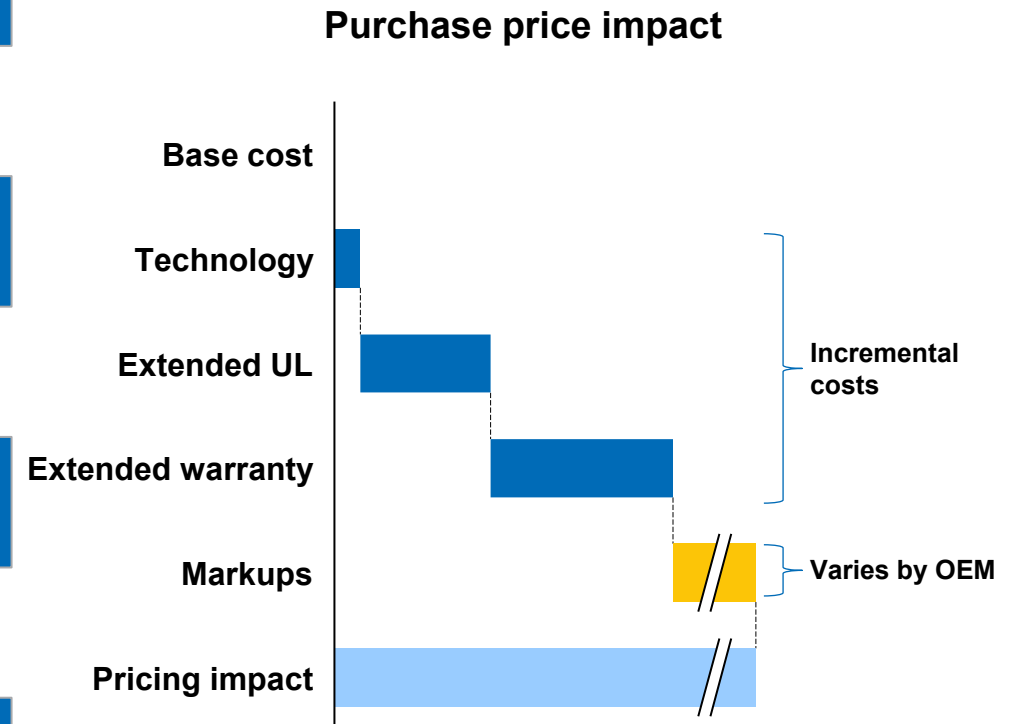 Purchase price impact
Base cost
Technology
Extended UL
Incremental
costs
Extended warranty
Markups
Varies by OEM
Pricing impact